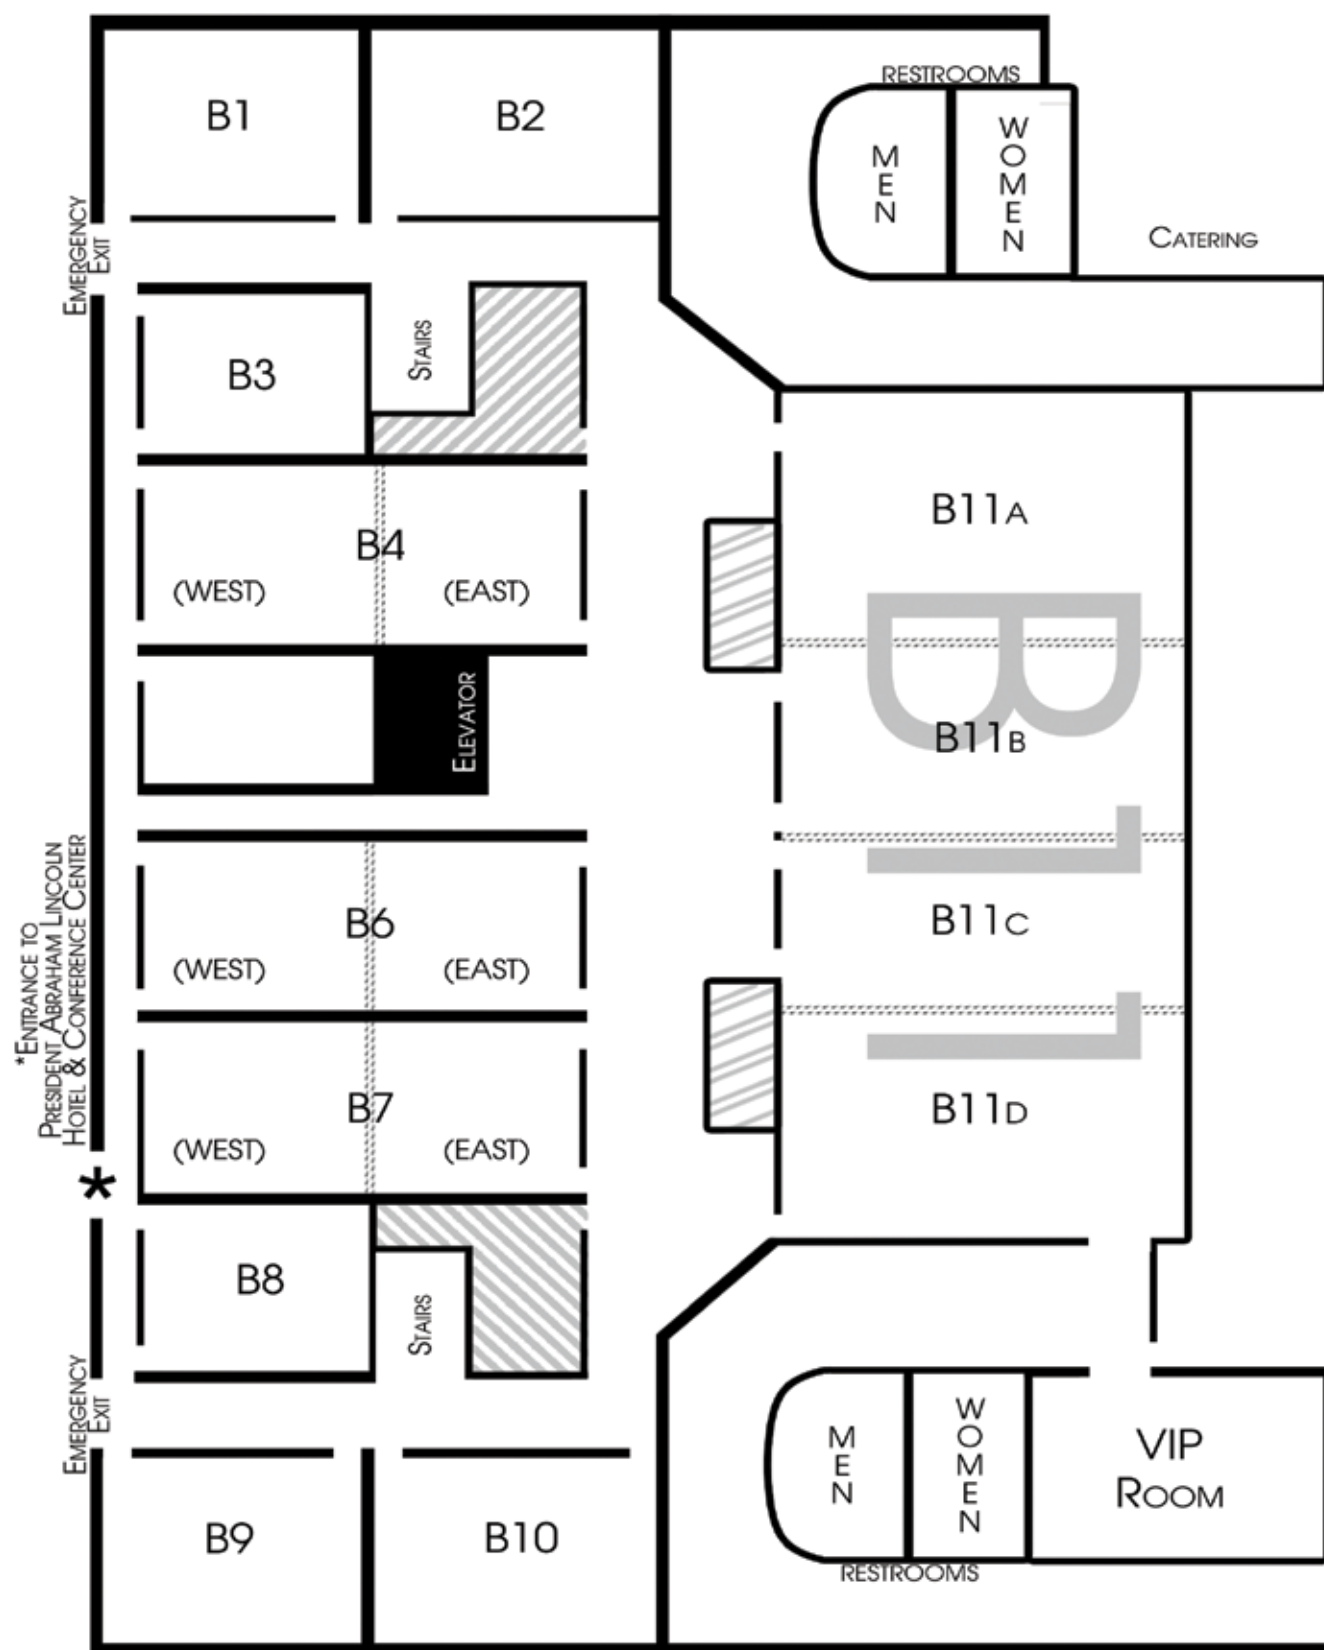 B1
B2
RESTROOMS
MEN
WOMEN
CATERING
EMERGENCY
EXIT
B3
STAIRS
B4
(WEST)
(EAST)
ELEVATOR
B11A
B11
B11B
B11C
B11D
*ENTRANCE TO
PRESIDENT ABRAHAM LINCOLN
HOTEL & CONFERENCE CENTER
*
B6
(WEST)
(EAST)
B7
(WEST)
(EAST)
B8
STAIRS
EMERGENCY
EXIT
B9
B10
MEN
WOMEN
RESTROOMS
VIP
ROOM